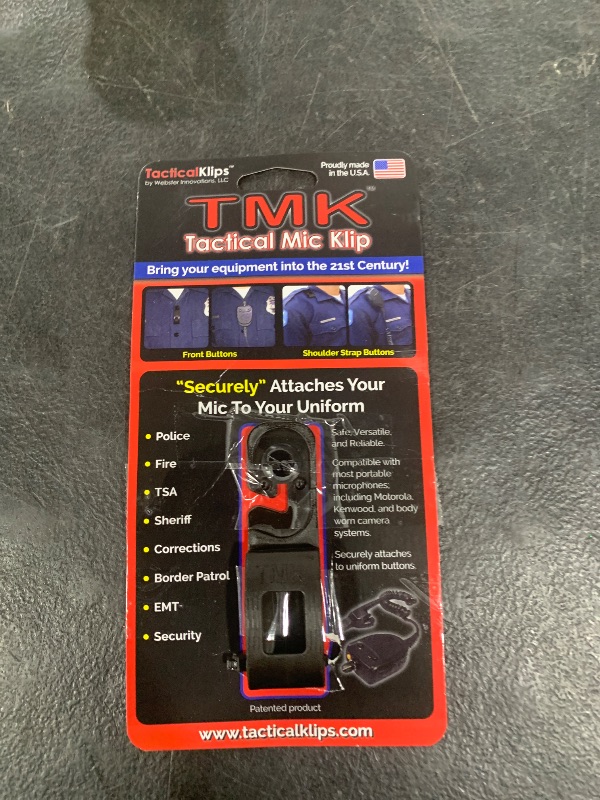 TacticalKlips™
by Webster Innovations, LLC
Proudly made
in the U.S.A.
TMK™
Tactical Mic Klip
Bring your equipment into the 21st Century!
Front Buttons
Shoulder Strap Buttons
“Securely” Attaches Your
Mic To Your Uniform
• Police
• Fire
• TSA
• Sheriff
• Corrections
• Border Patrol
• EMT
• Security
Safe, Versatile,
and Reliable.
Compatible with
most portable
microphones;
including Motorola,
Kenwood, and body
worn camera
systems.
Securely attaches
to uniform buttons.
Patented product
www.tacticalklips.com